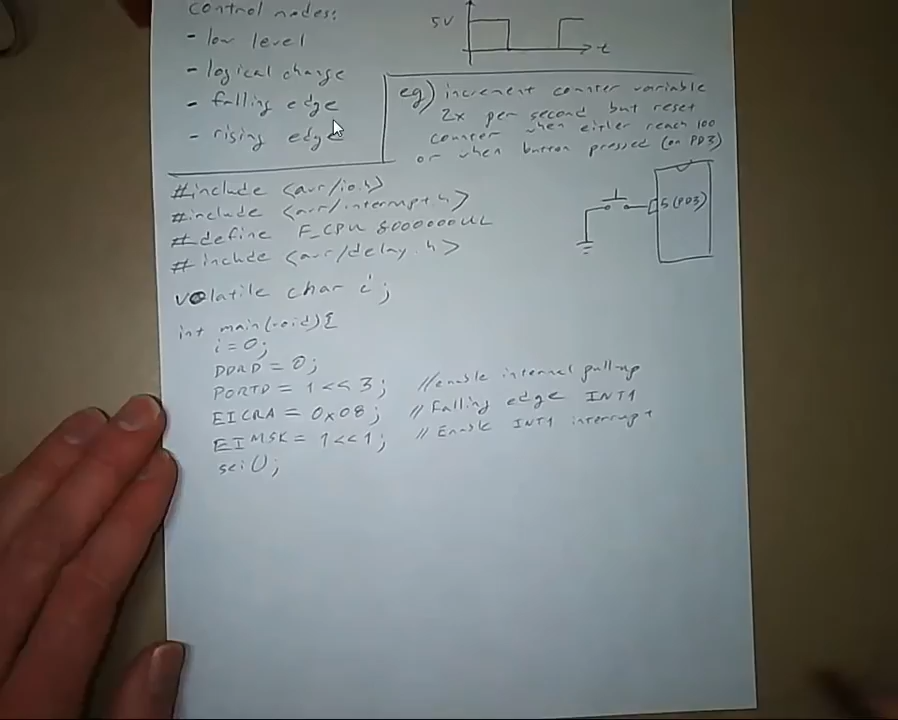 control modes:
- low level
- logical change
- falling edge
- rising edge
5V
t
eg) increment counter variable
2x per second but reset
counter when either reach 100
or when button pressed (on PD3)
5(PD3)
#include <avr/io.h>
#include <avr/interrupt.h>
#define F_CPU 8000000UL
#include <avr/delay.h>
volatile char i;
int main(void){
i=0;
DDRD = 0;
PORTD = 1<<3; //enable internal pull-up
EICRA = 0x08; // Falling edge INT1
EIMSK = 1<<1; // Enable INT1 interrupt
sei();